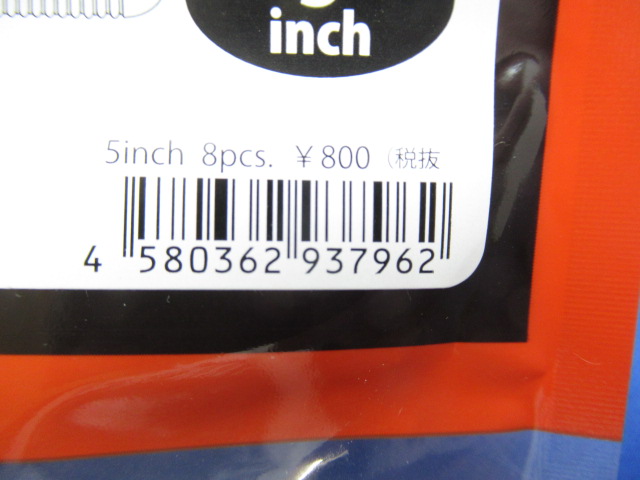 inch
5inch 8pcs. ¥800 (税抜
4 580362 937962